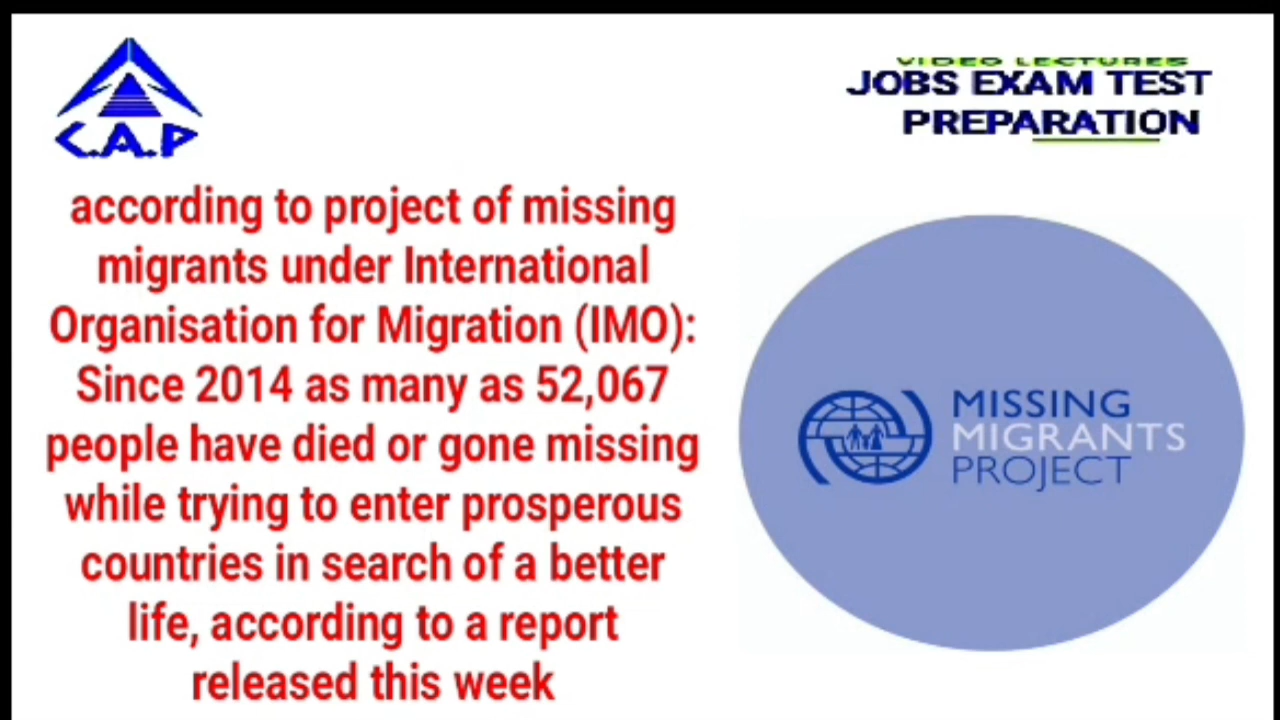 C.A.P
VIDEO LECTURES
JOBS EXAM TEST
PREPARATION
according to project of missing
migrants under International
Organisation for Migration (IMO):
Since 2014 as many as 52,067
people have died or gone missing
while trying to enter prosperous
countries in search of a better
life, according to a report
released this week
MISSING
MIGRANTS
PROJECT